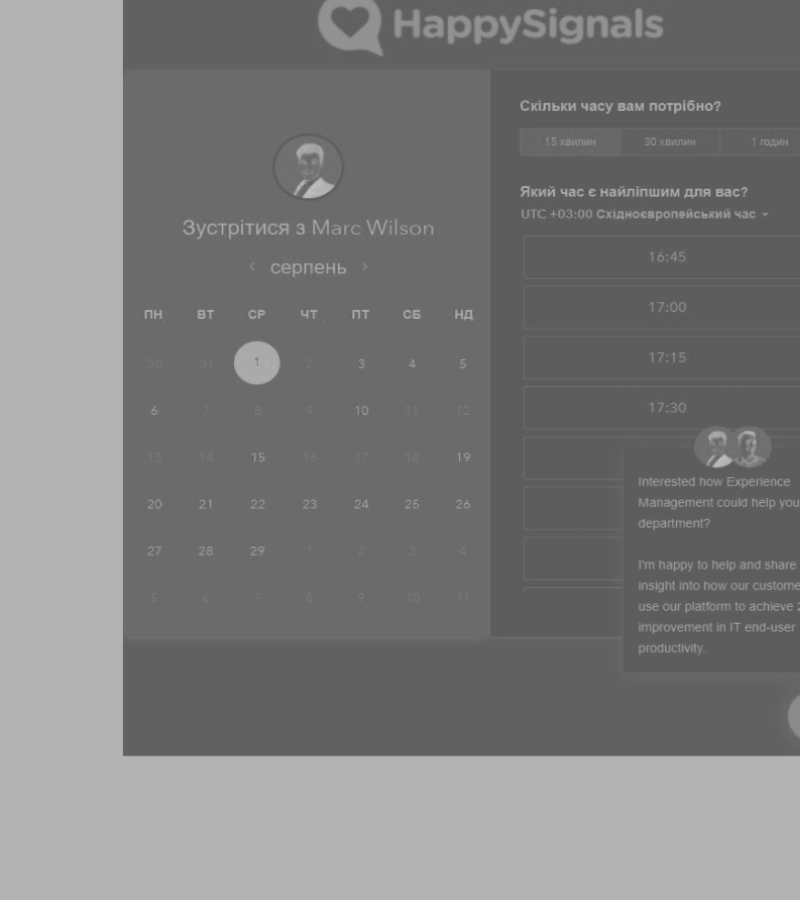 HappySignals
Зустрітися з Marc Wilson
‹ серпень ›
ПН ВТ СР ЧТ ПТ СБ НД
30 31 1 2 3 4 5
6 7 8 9 10 11 12
13 14 15 16 17 18 19
20 21 22 23 24 25 26
27 28 29 1 2 3 4
5 6 7 8 9 10 11
Скільки часу вам потрібно?
15 хвилин 30 хвилин 1 годин
Який час є найліпшим для вас?
UTC +03:00 Східноєвропейський час
16:45
17:00
17:15
17:30
Interested how Experience
Management could help you
department?
I'm happy to help and share
insight into how our custome
use our platform to achieve
improvement in IT end-user
productivity.